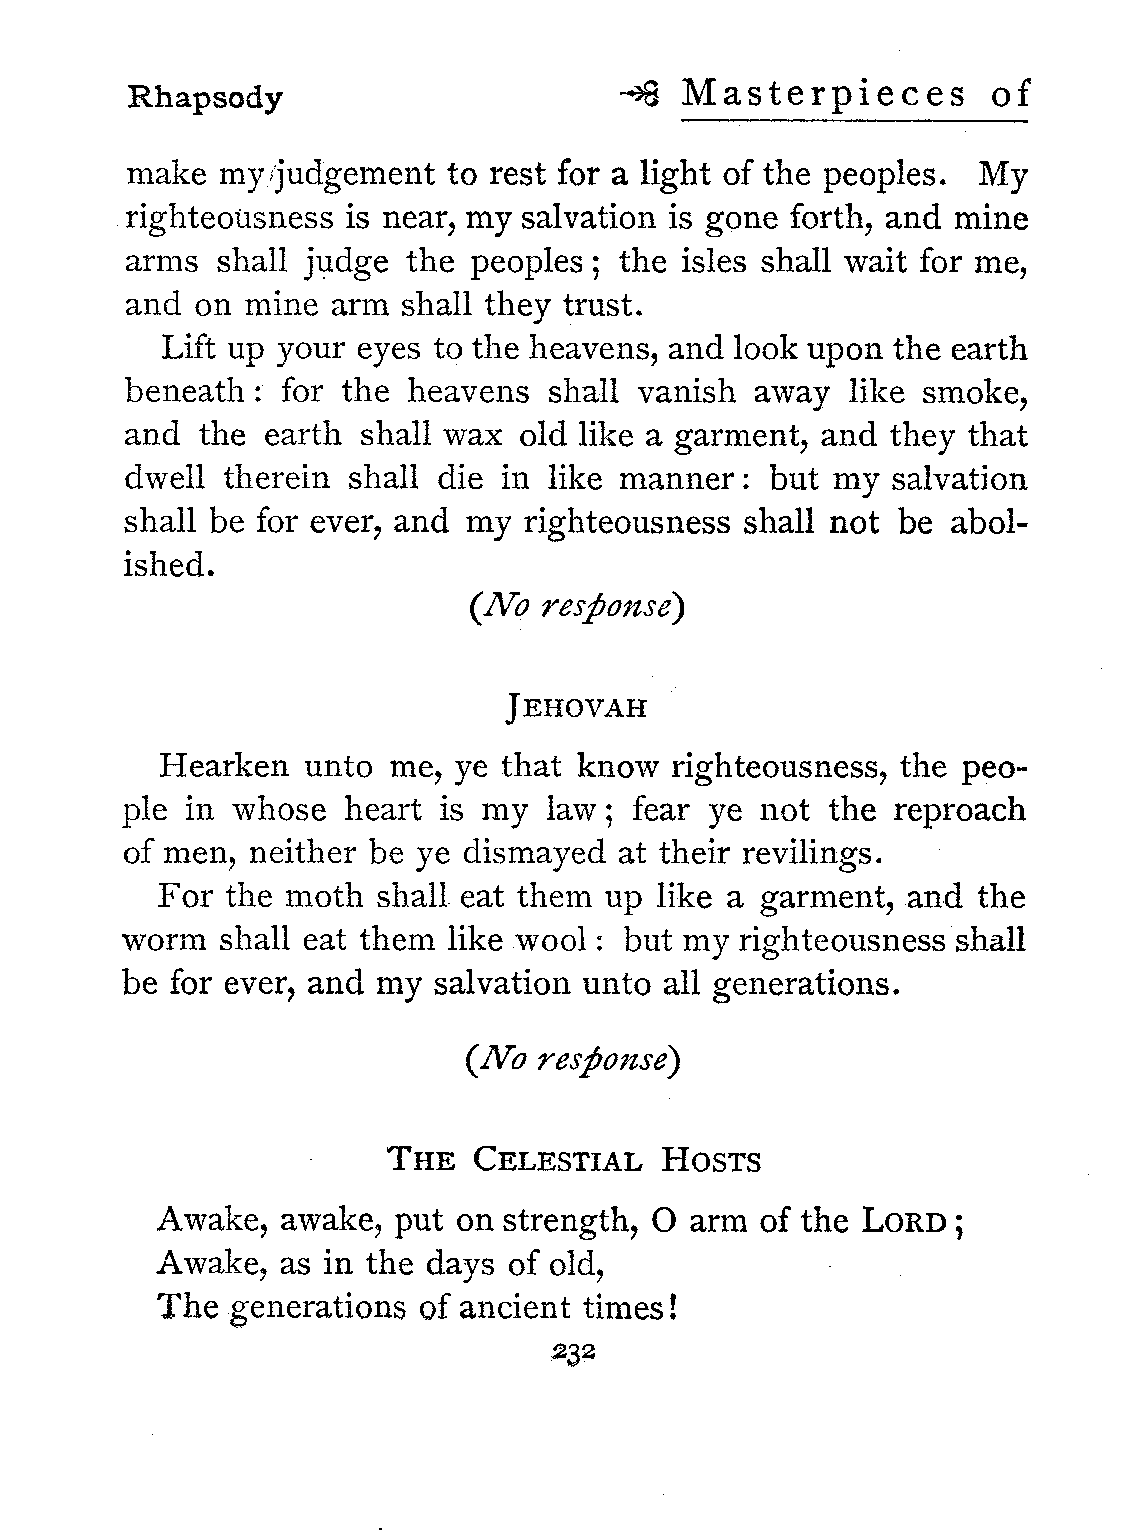 Rhapsody Masterpieces of
make my judgement to rest for a light of the peoples. My
righteousness is near, my salvation is gone forth, and mine
arms shall judge the peoples; the isles shall wait for me,
and on mine arm shall they trust.
Lift up your eyes to the heavens, and look upon the earth
beneath: for the heavens shall vanish away like smoke,
and the earth shall wax old like a garment, and they that
dwell therein shall die in like manner: but my salvation
shall be for ever, and my righteousness shall not be abol-
ished.
(No response)
JEHOVAH
Hearken unto me, ye that know righteousness, the peo-
ple in whose heart is my law; fear ye not the reproach
of men, neither be ye dismayed at their revilings.
For the moth shall eat them up like a garment, and the
worm shall eat them like wool: but my righteousness shall
be for ever, and my salvation unto all generations.
(No response)
THE CELESTIAL HOSTS
Awake, awake, put on strength, O arm of the LORD;
Awake, as in the days of old,
The generations of ancient times!
232